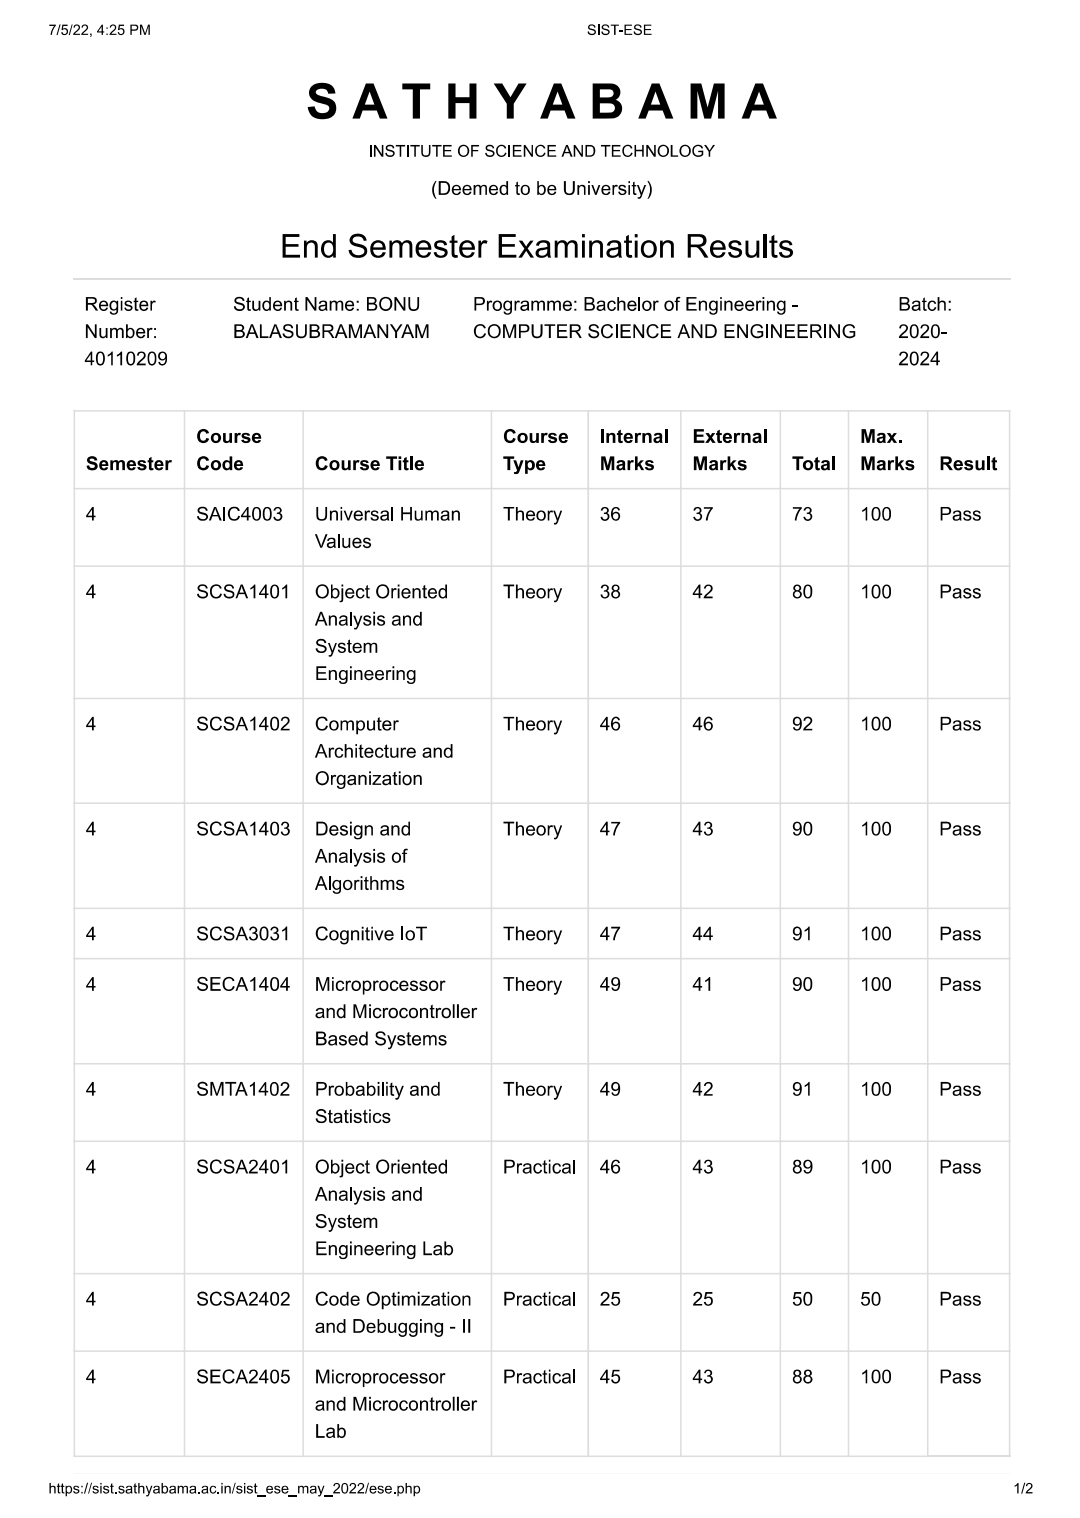 7/5/22, 4:25 PM SIST-ESE
S A T H Y A B A M A
INSTITUTE OF SCIENCE AND TECHNOLOGY
(Deemed to be University)
End Semester Examination Results
Register Student Name: BONU Programme: Bachelor of Engineering - Batch:
Number: BALASUBRAMANYAM COMPUTER SCIENCE AND ENGINEERING 2020-
40110209 2024
Course Course Internal External Max.
Semester Code Course Title Type Marks Marks Total Marks Result
4 SAIC4003 Universal Human Theory 36 37 73 100 Pass
Values
4 SCSA1401 Object Oriented Theory 38 42 80 100 Pass
Analysis and
System
Engineering
4 SCSA1402 Computer Theory 46 46 92 100 Pass
Architecture and
Organization
4 SCSA1403 Design and Theory 47 43 90 100 Pass
Analysis of
Algorithms
4 SCSA3031 Cognitive IoT Theory 47 44 91 100 Pass
4 SECA1404 Microprocessor Theory 49 41 90 100 Pass
and Microcontroller
Based Systems
4 SMTA1402 Probability and Theory 49 42 91 100 Pass
Statistics
4 SCSA2401 Object Oriented Practical 46 43 89 100 Pass
Analysis and
System
Engineering Lab
4 SCSA2402 Code Optimization Practical 25 25 50 50 Pass
and Debugging - II
4 SECA2405 Microprocessor Practical 45 43 88 100 Pass
and Microcontroller
Lab
https://sist.sathyabama.ac.in/sist_ese_may_2022/ese.php 1/2